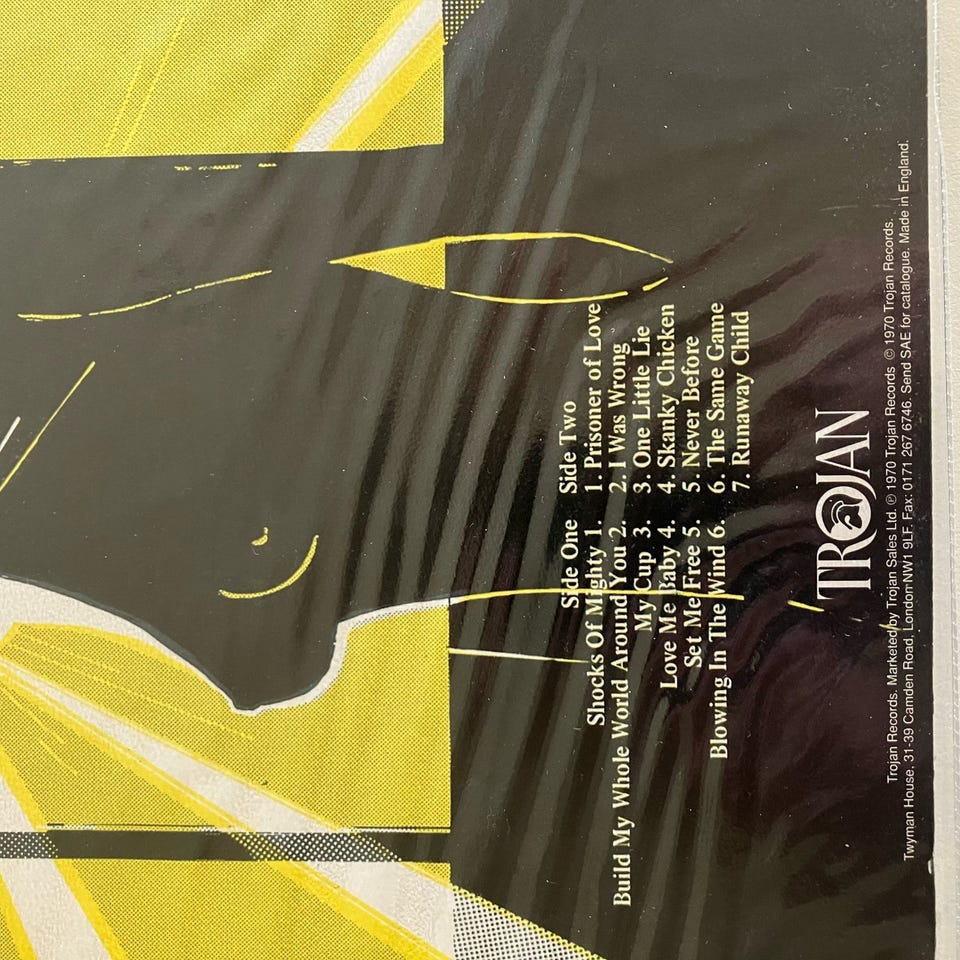 Side One
Shocks Of Mighty 1.
Build My Whole World Around You 2.
My Cup 3.
Love Me Baby 4.
Set Me Free 5.
Blowing In The Wind 6.
Side Two
1. Prisoner of Love
2. I Was Wrong
3. One Little Lie
4. Skanky Chicken
5. Never Before
6. The Same Game
7. Runaway Child
TROJAN
Trojan Records. Marketed by Trojan Sales Ltd. ℗ 1970 Trojan Records © 1970 Trojan Records.
Twyman House, 31-39 Camden Road, London NW1 9LF. Fax: 0171 267 6746. Send SAE for catalogue. Made in England.